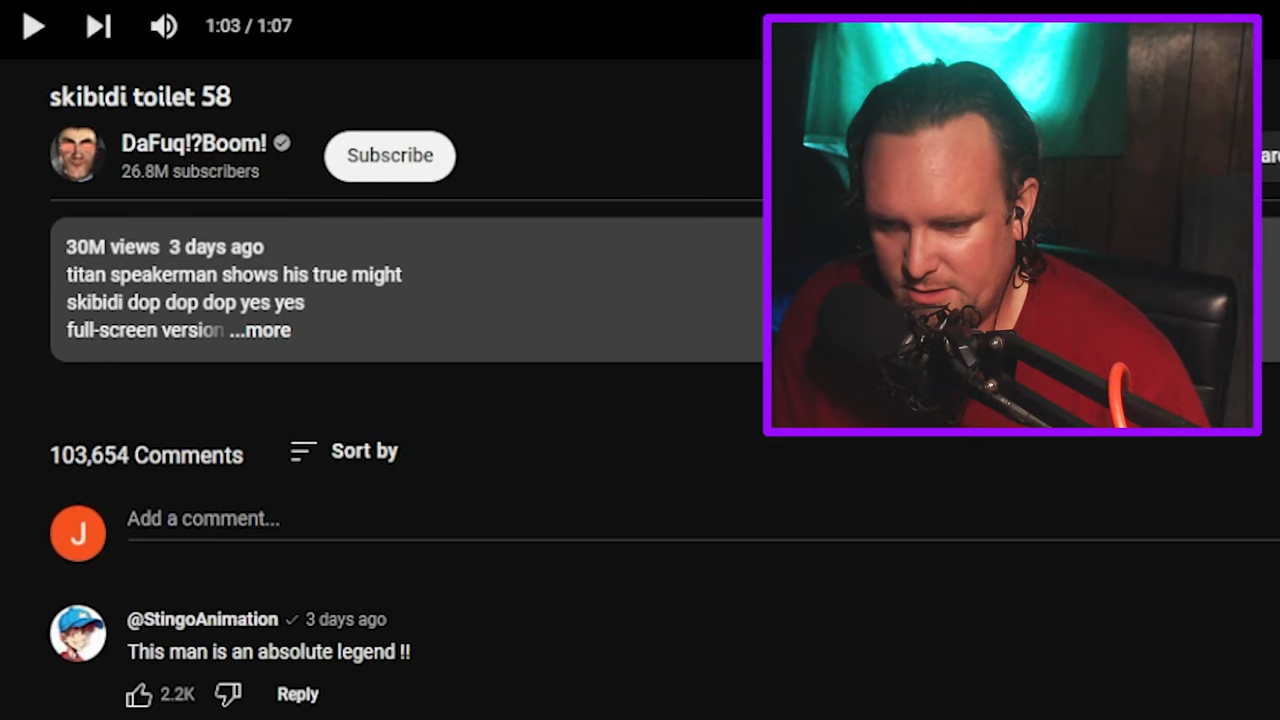 1:03 / 1:07
skibidi toilet 58
DaFuq!?Boom!
26.8M subscribers
Subscribe
30M views 3 days ago
titan speakerman shows his true might
skibidi dop dop dop yes yes
full-screen version ...more
103,654 Comments
Sort by
J
Add a comment...
@StingoAnimation 3 days ago
This man is an absolute legend !!
2.2K
Reply